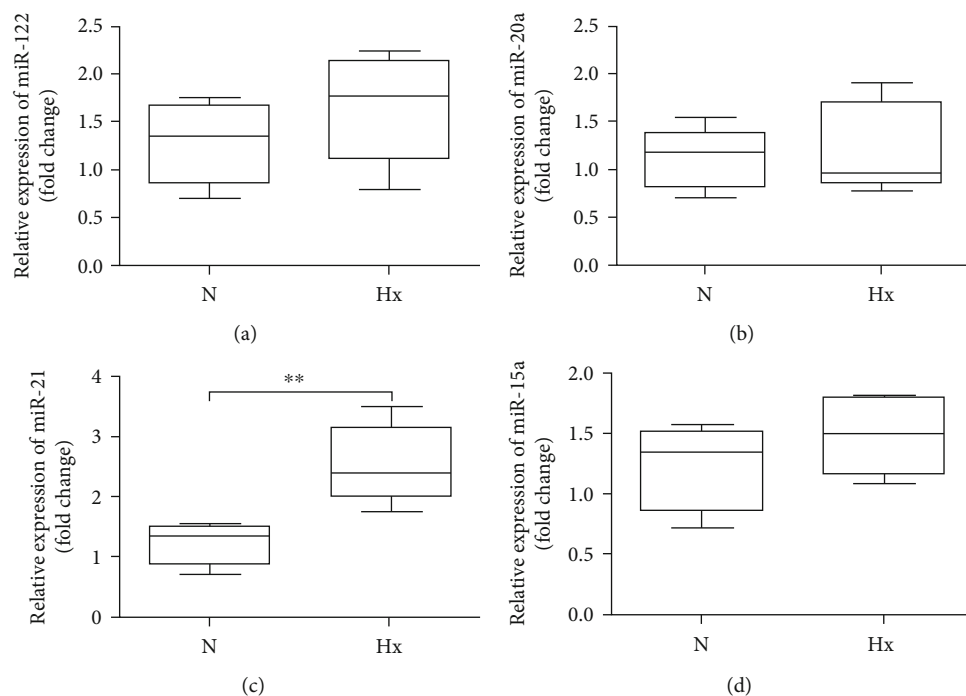 Relative expression of miR-122
(fold change)
2.5
2.0
1.5
1.0
0.5
0.0
N
Hx
(a)
Relative expression of miR-20a
(fold change)
2.5
2.0
1.5
1.0
0.5
0.0
N
Hx
(b)
Relative expression of miR-21
(fold change)
4
3
2
1
0
**
N
Hx
(c)
Relative expression of miR-15a
(fold change)
2.0
1.5
1.0
0.5
0.0
N
Hx
(d)